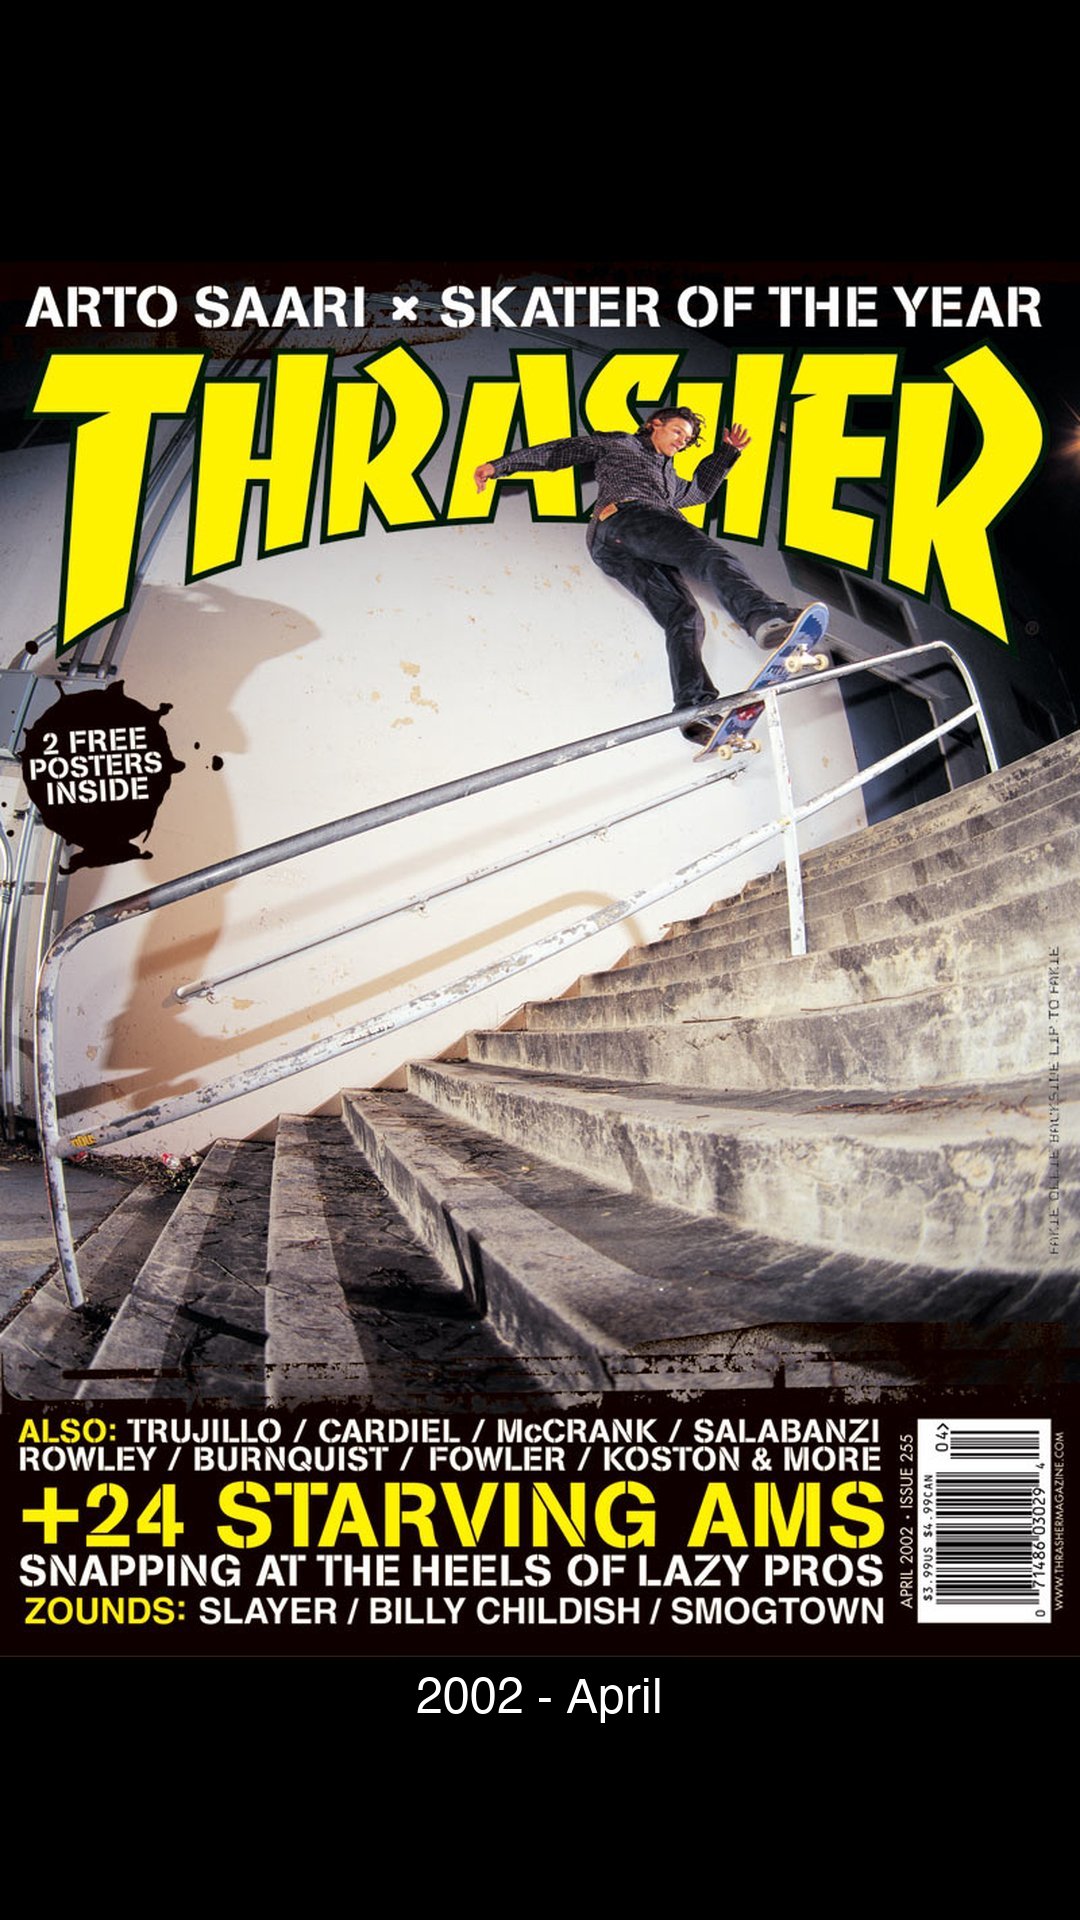 ARTO SAARI × SKATER OF THE YEAR
THRASHER
®
2 FREE
POSTERS
INSIDE
FAKIE OLLIE BACKSIDE LIP TO FAKIE
ALSO: TRUJILLO / CARDIEL / McCRANK / SALABANZI
ROWLEY / BURNQUIST / FOWLER / KOSTON & MORE
+24 STARVING AMS
SNAPPING AT THE HEELS OF LAZY PROS
ZOUNDS: SLAYER / BILLY CHILDISH / SMOGTOWN
APRIL 2002 • ISSUE 255
$3.99US $4.99CAN
04>
0 71486 03029 4
WWW.THRASHERMAGAZINE.COM
2002 - April